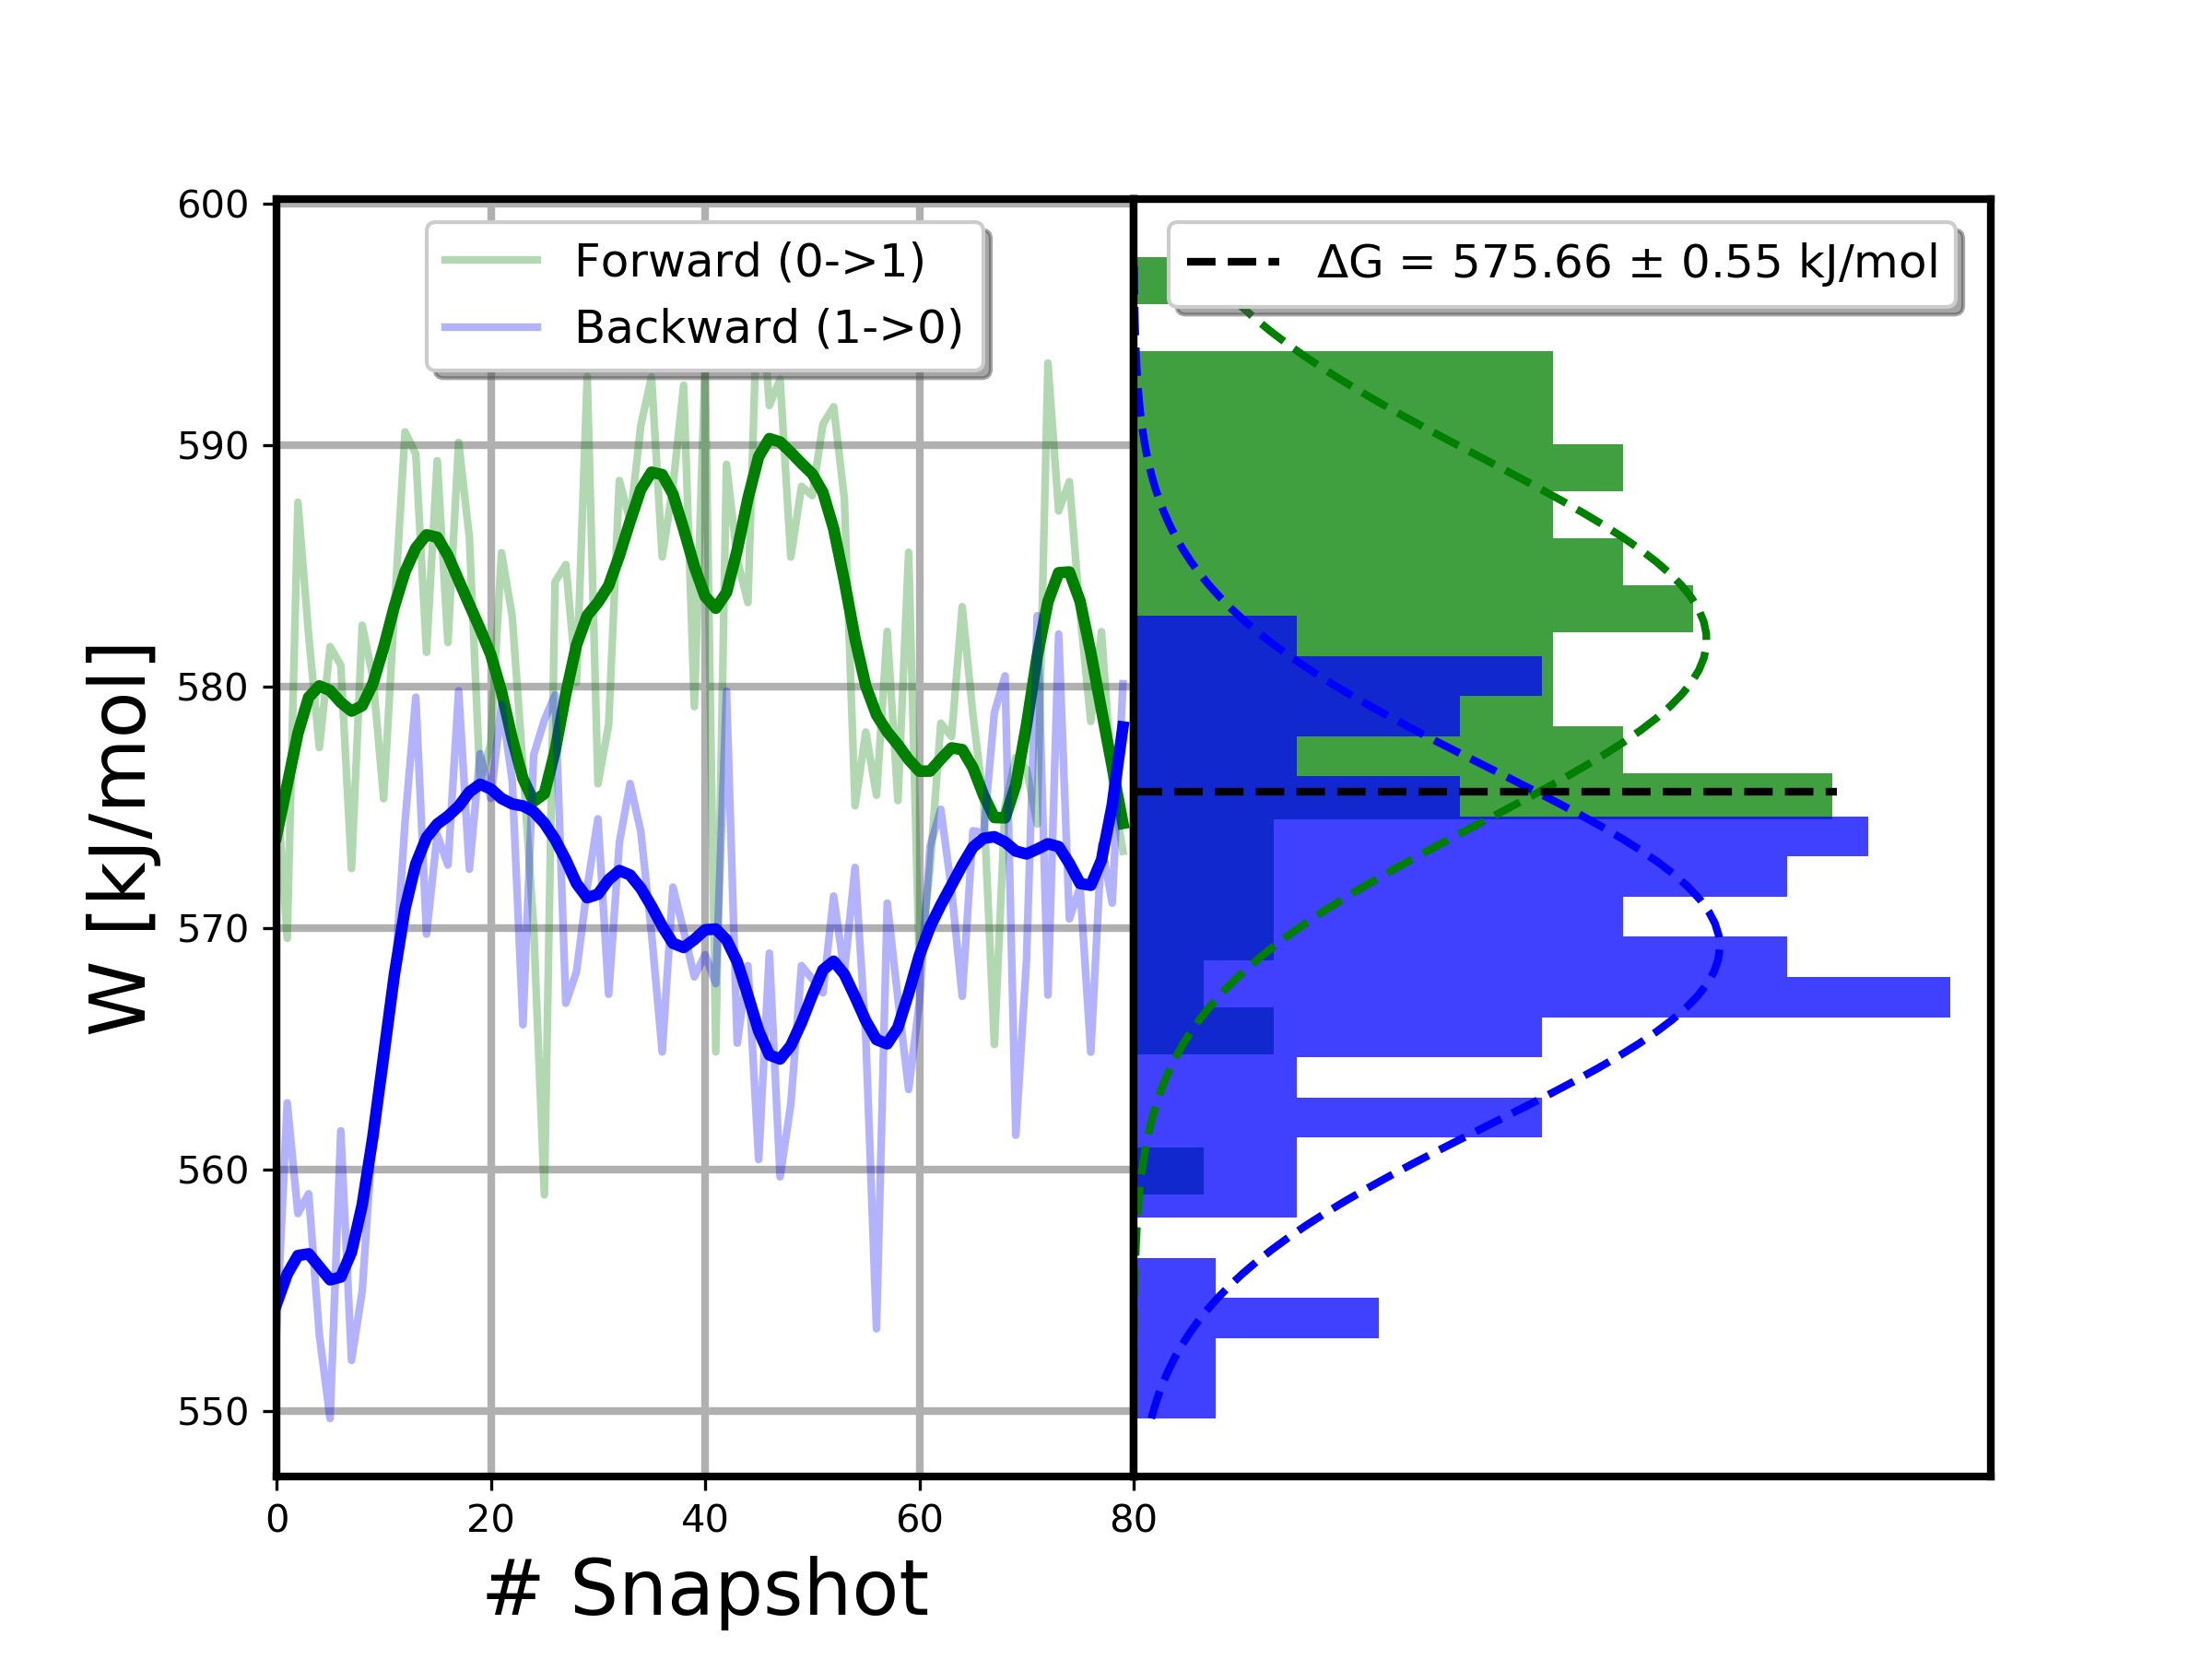 600
590
580
570
560
550
W [kJ/mol]
Forward (0->1)
Backward (1->0)
ΔG = 575.66 ± 0.55 kJ/mol
0 20 40 60 80
# Snapshot